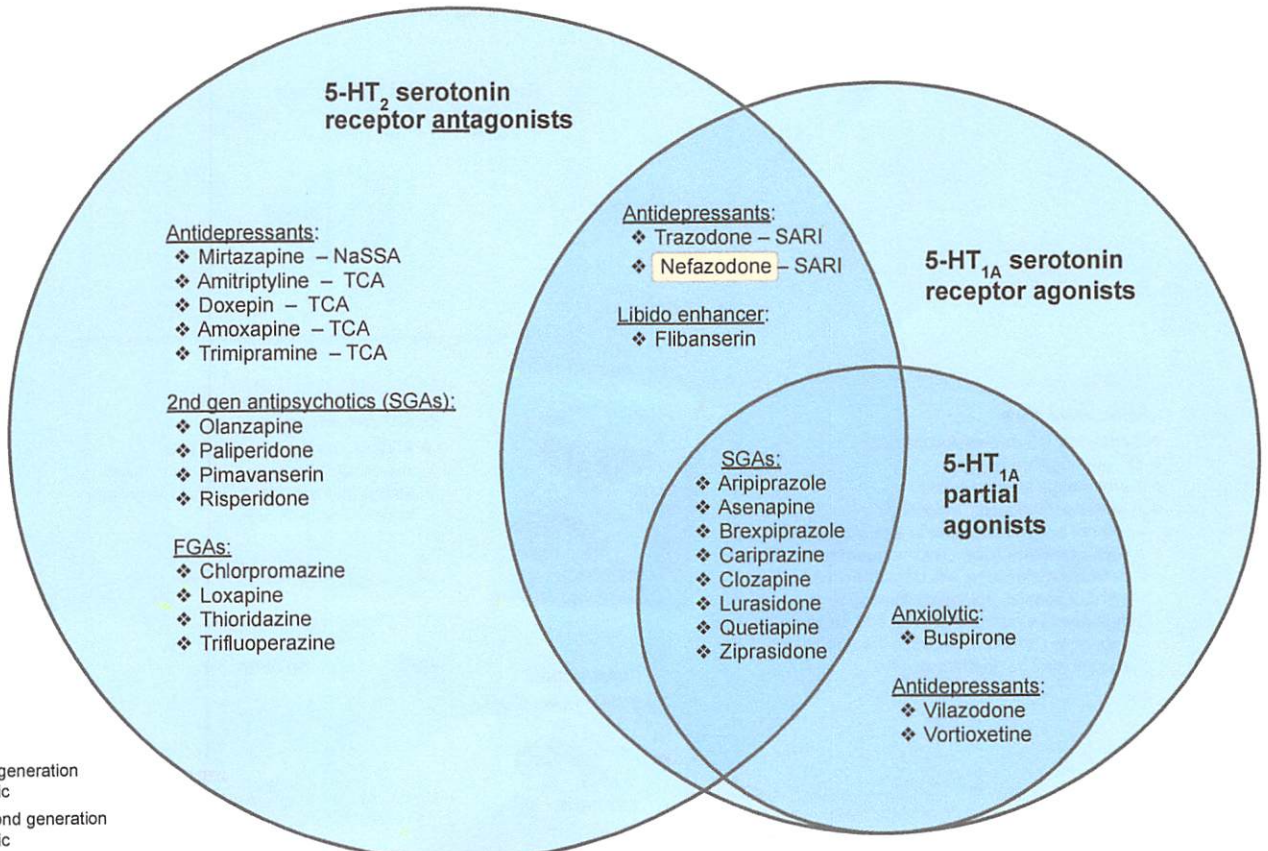 5-HT2 serotonin
receptor antagonists
Antidepressants:
❖ Mirtazapine – NaSSA
❖ Amitriptyline – TCA
❖ Doxepin – TCA
❖ Amoxapine – TCA
❖ Trimipramine – TCA
2nd gen antipsychotics (SGAs):
❖ Olanzapine
❖ Paliperidone
❖ Pimavanserin
❖ Risperidone
FGAs:
❖ Chlorpromazine
❖ Loxapine
❖ Thioridazine
❖ Trifluoperazine
Antidepressants:
❖ Trazodone – SARI
❖ Nefazodone – SARI
Libido enhancer:
❖ Flibanserin
5-HT1A serotonin
receptor agonists
SGAs:
❖ Aripiprazole
❖ Asenapine
❖ Brexpiprazole
❖ Cariprazine
❖ Clozapine
❖ Lurasidone
❖ Quetiapine
❖ Ziprasidone
5-HT1A
partial
agonists
Anxiolytic:
❖ Buspirone
Antidepressants:
❖ Vilazodone
❖ Vortioxetine
generation
ic
ond generation
ic